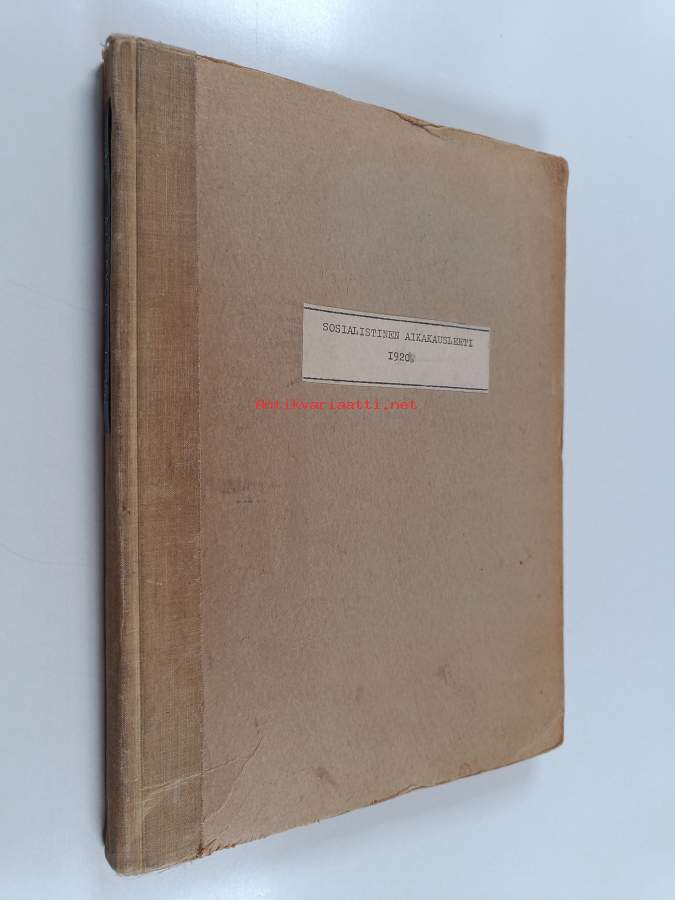 SOSIALISTINEN AIKAKAUSLEHTI
1920
Antikvariaatti.net